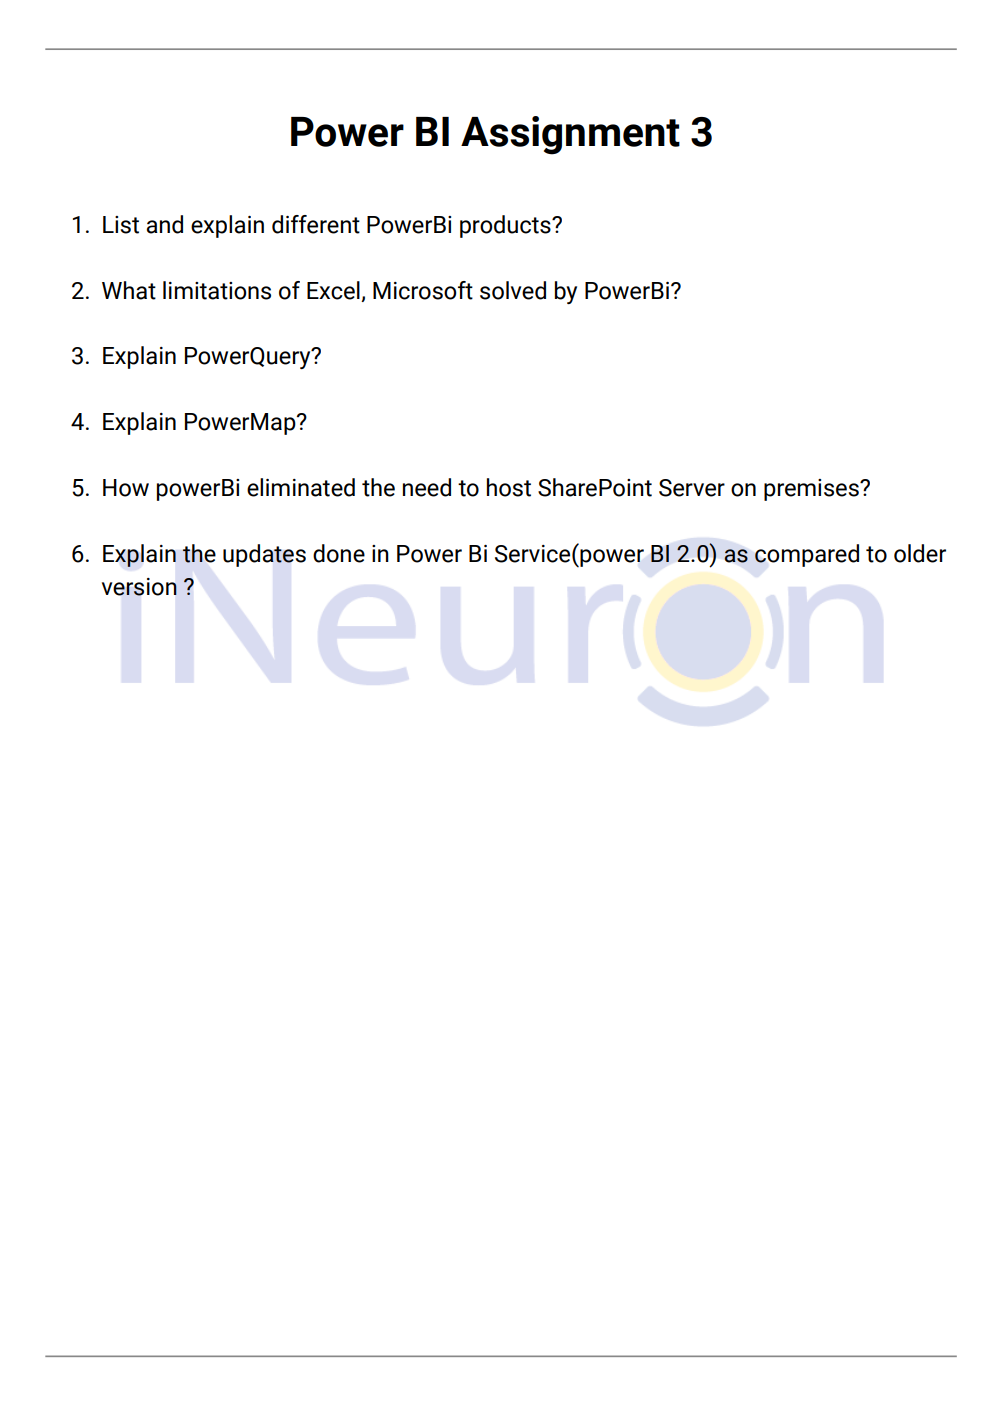 Power BI Assignment 3
1. List and explain different PowerBi products?
2. What limitations of Excel, Microsoft solved by PowerBi?
3. Explain PowerQuery?
4. Explain PowerMap?
5. How powerBi eliminated the need to host SharePoint Server on premises?
6. Explain the updates done in Power Bi Service(power BI 2.0) as compared to older
version ?
iNeuron